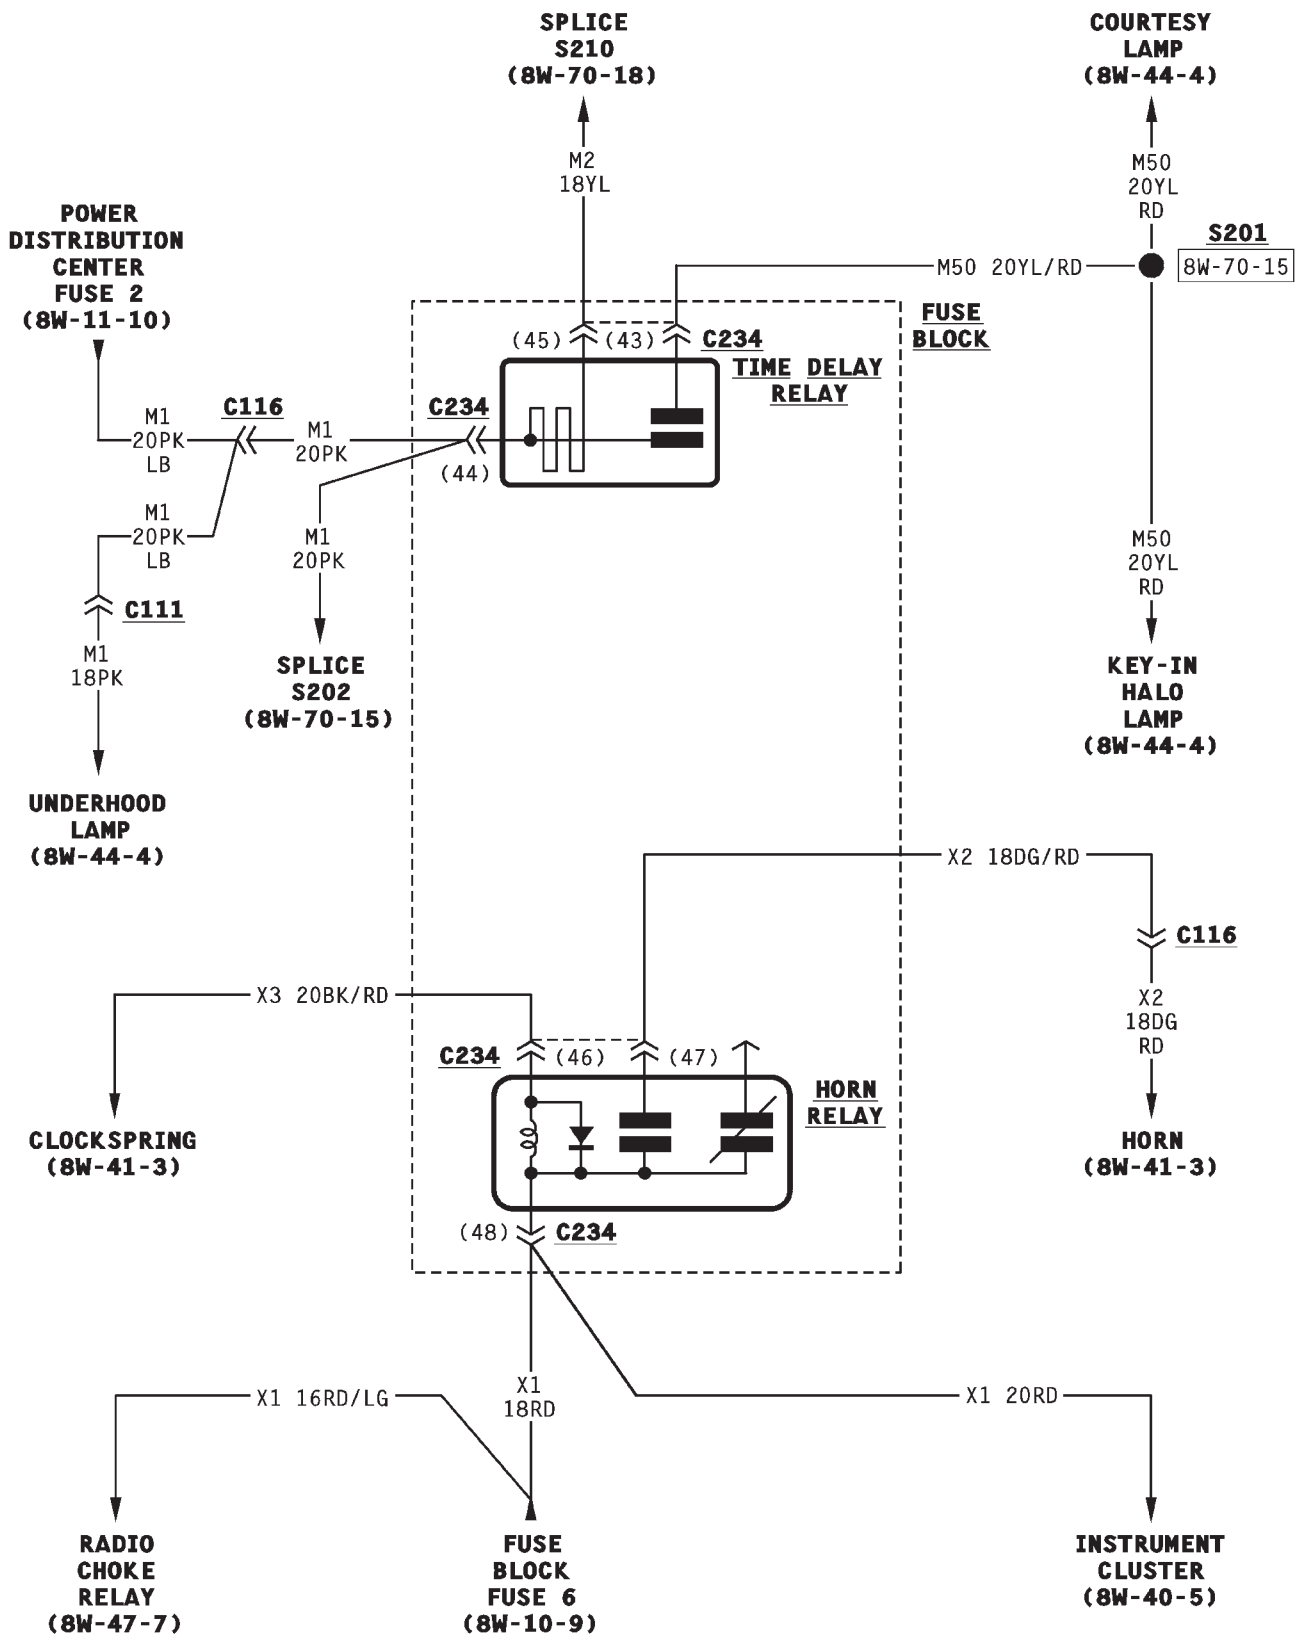 SPLICE
S210
(8W-70-18)
COURTESY
LAMP
(8W-44-4)
M2
18YL
M50
20YL
RD
POWER
DISTRIBUTION
CENTER
FUSE 2
(8W-11-10)
S201
8W-70-15
M50 20YL/RD
FUSE
BLOCK
(45)
(43)
C234
TIME DELAY
RELAY
C116
C234
M1
20PK
LB
M1
20PK
(44)
M1
20PK
LB
M1
20PK
M50
20YL
RD
C111
M1
18PK
SPLICE
S202
(8W-70-15)
KEY-IN
HALO
LAMP
(8W-44-4)
UNDERHOOD
LAMP
(8W-44-4)
X2 18DG/RD
C116
X3 20BK/RD
X2
18DG
RD
C234
(46)
(47)
HORN
RELAY
CLOCKSPRING
(8W-41-3)
HORN
(8W-41-3)
(48)
C234
X1 16RD/LG
X1
18RD
X1 20RD
RADIO
CHOKE
RELAY
(8W-47-7)
FUSE
BLOCK
FUSE 6
(8W-10-9)
INSTRUMENT
CLUSTER
(8W-40-5)